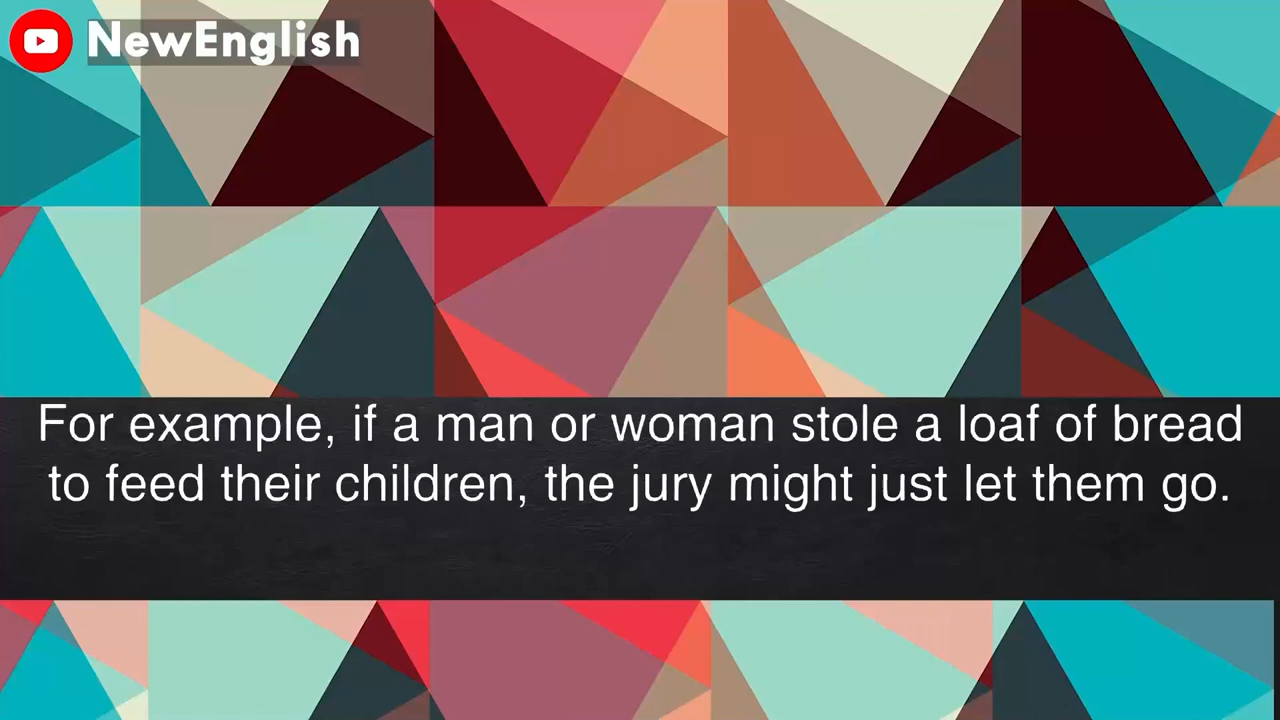 NewEnglish
For example, if a man or woman stole a loaf of bread
to feed their children, the jury might just let them go.